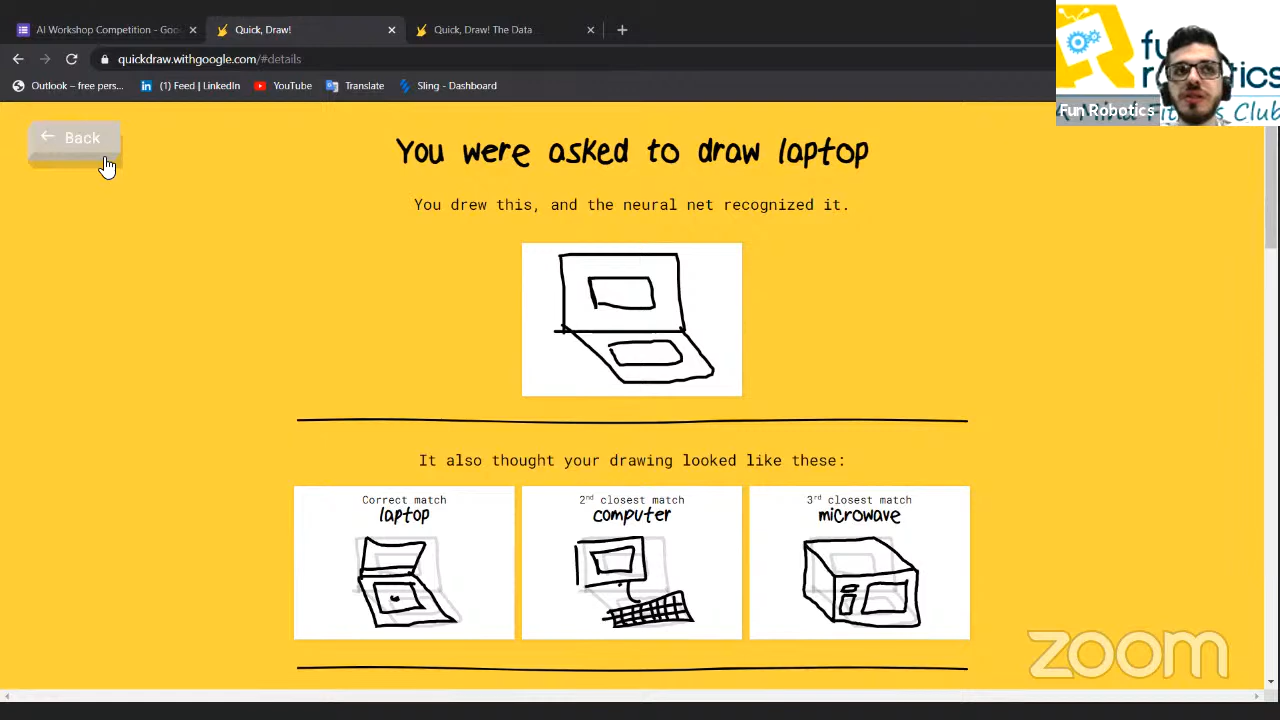 AI Workshop Competition - Goo
Quick, Draw!
Quick, Draw! The Data
quickdraw.withgoogle.com/#details
Outlook – free pers...
(1) Feed | LinkedIn
YouTube
Translate
Sling - Dashboard
Fun Robotics
Back
You were asked to draw laptop
You drew this, and the neural net recognized it.
It also thought your drawing looked like these:
Correct match
laptop
2nd closest match
computer
3rd closest match
microwave
zoom